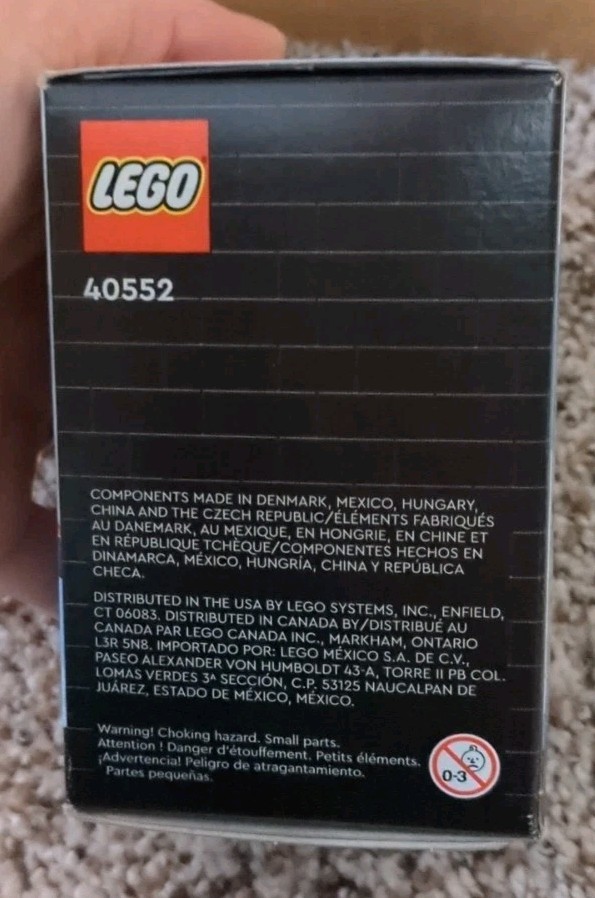 LEGO
40552
COMPONENTS MADE IN DENMARK, MEXICO, HUNGARY,
CHINA AND THE CZECH REPUBLIC/ÉLÉMENTS FABRIQUÉS
AU DANEMARK, AU MEXIQUE, EN HONGRIE, EN CHINE ET
EN RÉPUBLIQUE TCHÈQUE/COMPONENTES HECHOS EN
DINAMARCA, MÉXICO, HUNGRÍA, CHINA Y REPÚBLICA
CHECA.
DISTRIBUTED IN THE USA BY LEGO SYSTEMS, INC., ENFIELD,
CT 06083. DISTRIBUTED IN CANADA BY/DISTRIBUÉ AU
CANADA PAR LEGO CANADA INC., MARKHAM, ONTARIO
L3R 5N8. IMPORTADO POR: LEGO MÉXICO S.A. DE C.V.,
PASEO ALEXANDER VON HUMBOLDT 43-A, TORRE II PB COL.
LOMAS VERDES 3ᴬ SECCIÓN, C.P. 53125 NAUCALPAN DE
JUÁREZ, ESTADO DE MÉXICO, MÉXICO.
Warning! Choking hazard. Small parts.
Attention ! Danger d'étouffement. Petits éléments.
¡Advertencia! Peligro de atragantamiento.
Partes pequeñas.
0-3